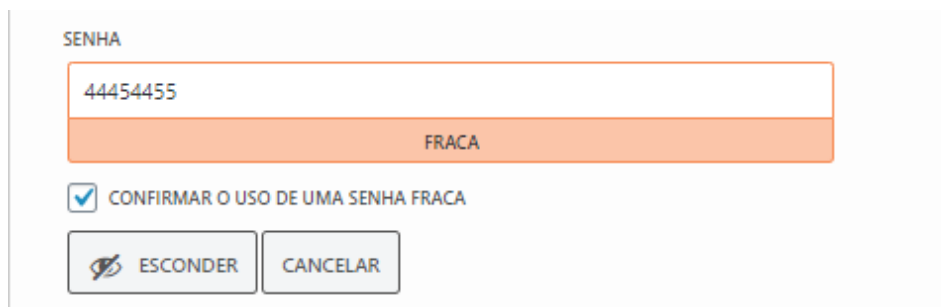 SENHA
44454455
FRACA
CONFIRMAR O USO DE UMA SENHA FRACA
ESCONDER CANCELAR